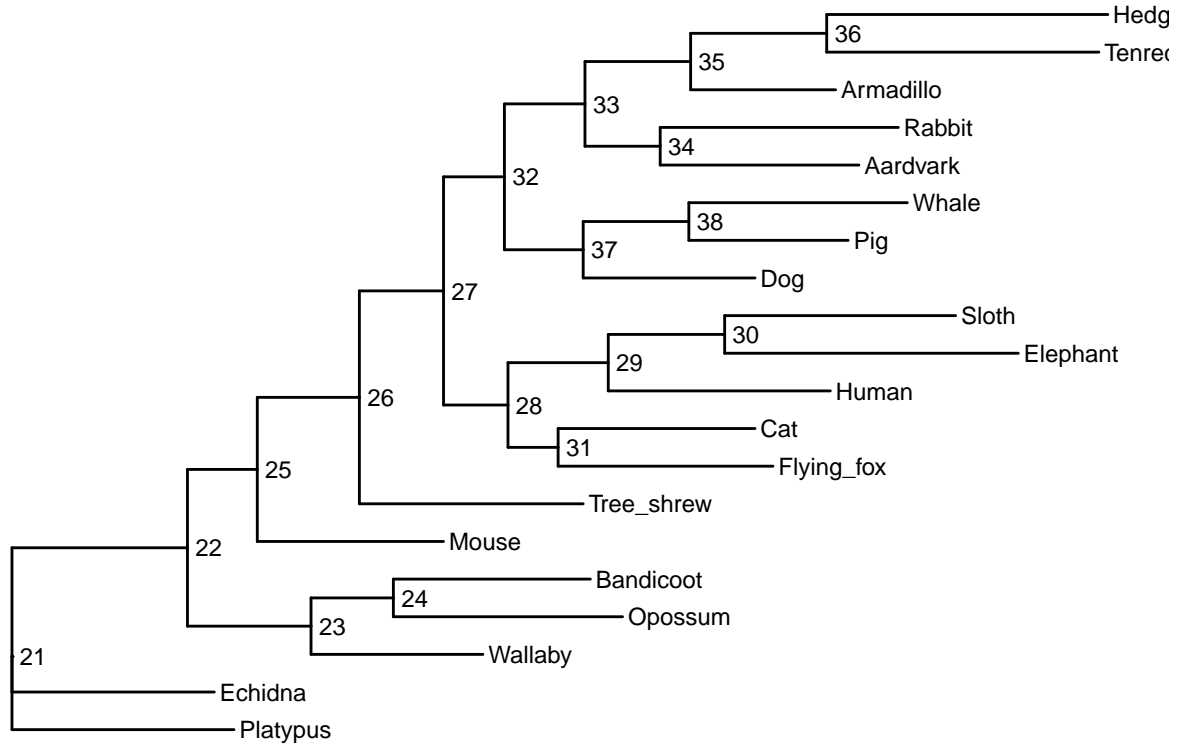 Hedg
36
Tenrec
35
Armadillo
33
Rabbit
34
Aardvark
32
Whale
38
Pig
37
Dog
27
Sloth
30
Elephant
29
Human
26
28
Cat
31
Flying_fox
25
Tree_shrew
Mouse
22
Bandicoot
24
Opossum
23
Wallaby
21
Echidna
Platypus